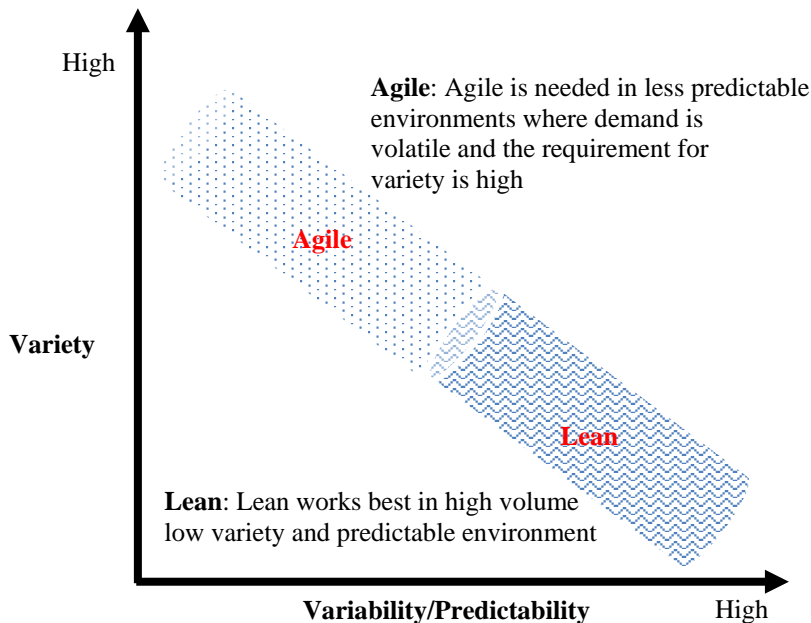 High
Agile: Agile is needed in less predictable
environments where demand is
volatile and the requirement for
variety is high
Agile
Variety
Lean
Lean: Lean works best in high volume
low variety and predictable environment
Variability/Predictability
High